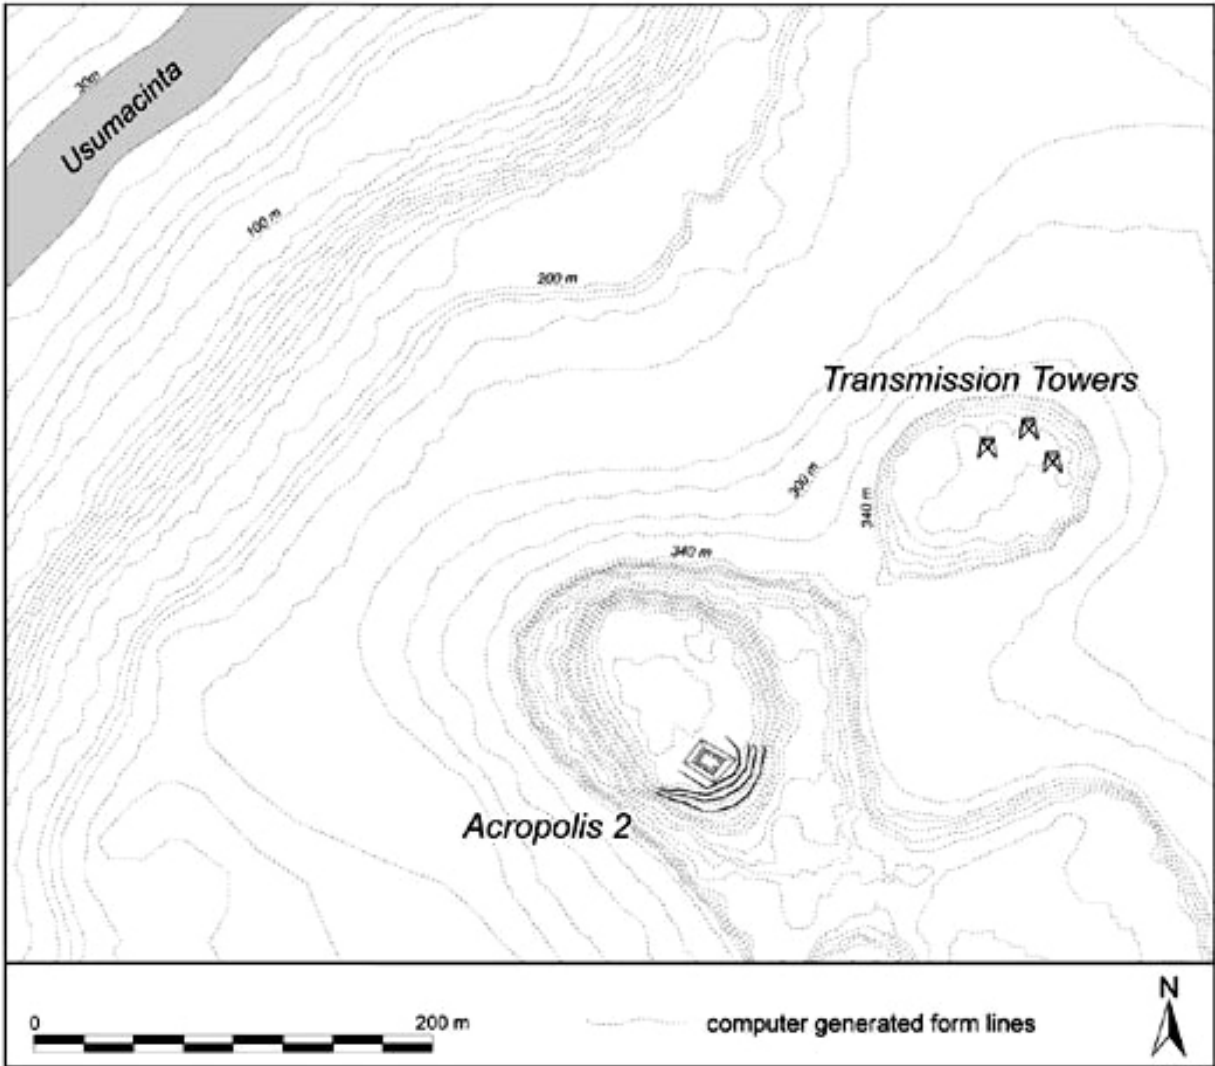 30m
Usumacinta
100 m
200 m
Transmission Towers
300 m
340 m
340 m
Acropolis 2
N
0
200 m
computer generated form lines